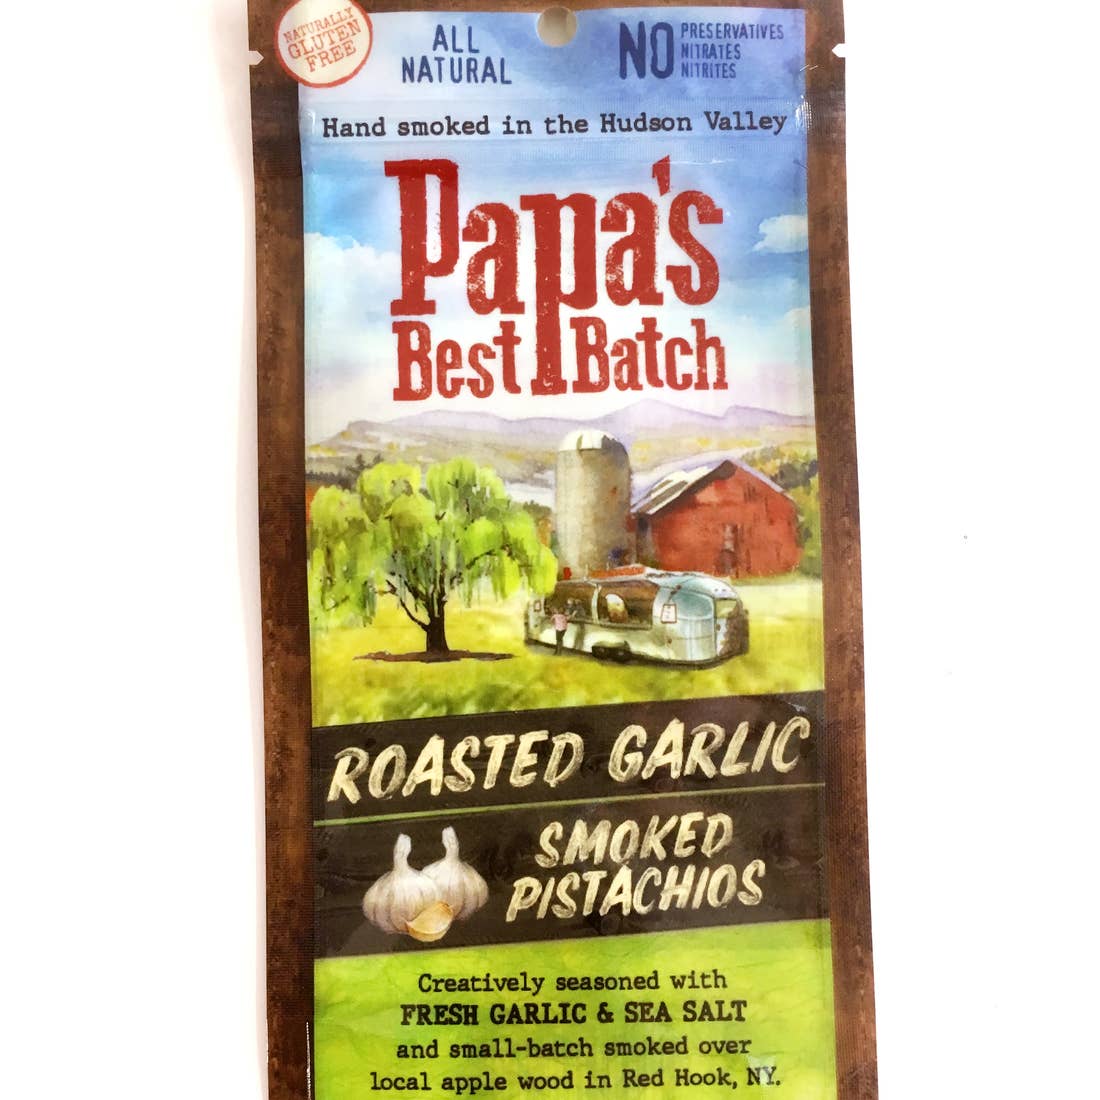 NATURALLY
GLUTEN
FREE
ALL
NATURAL
NO
PRESERVATIVES
NITRATES
NITRITES
Hand smoked in the Hudson Valley
Papa's
Best Batch
ROASTED GARLIC
SMOKED
PISTACHIOS
Creatively seasoned with
FRESH GARLIC & SEA SALT
and small-batch smoked over
local apple wood in Red Hook, NY.